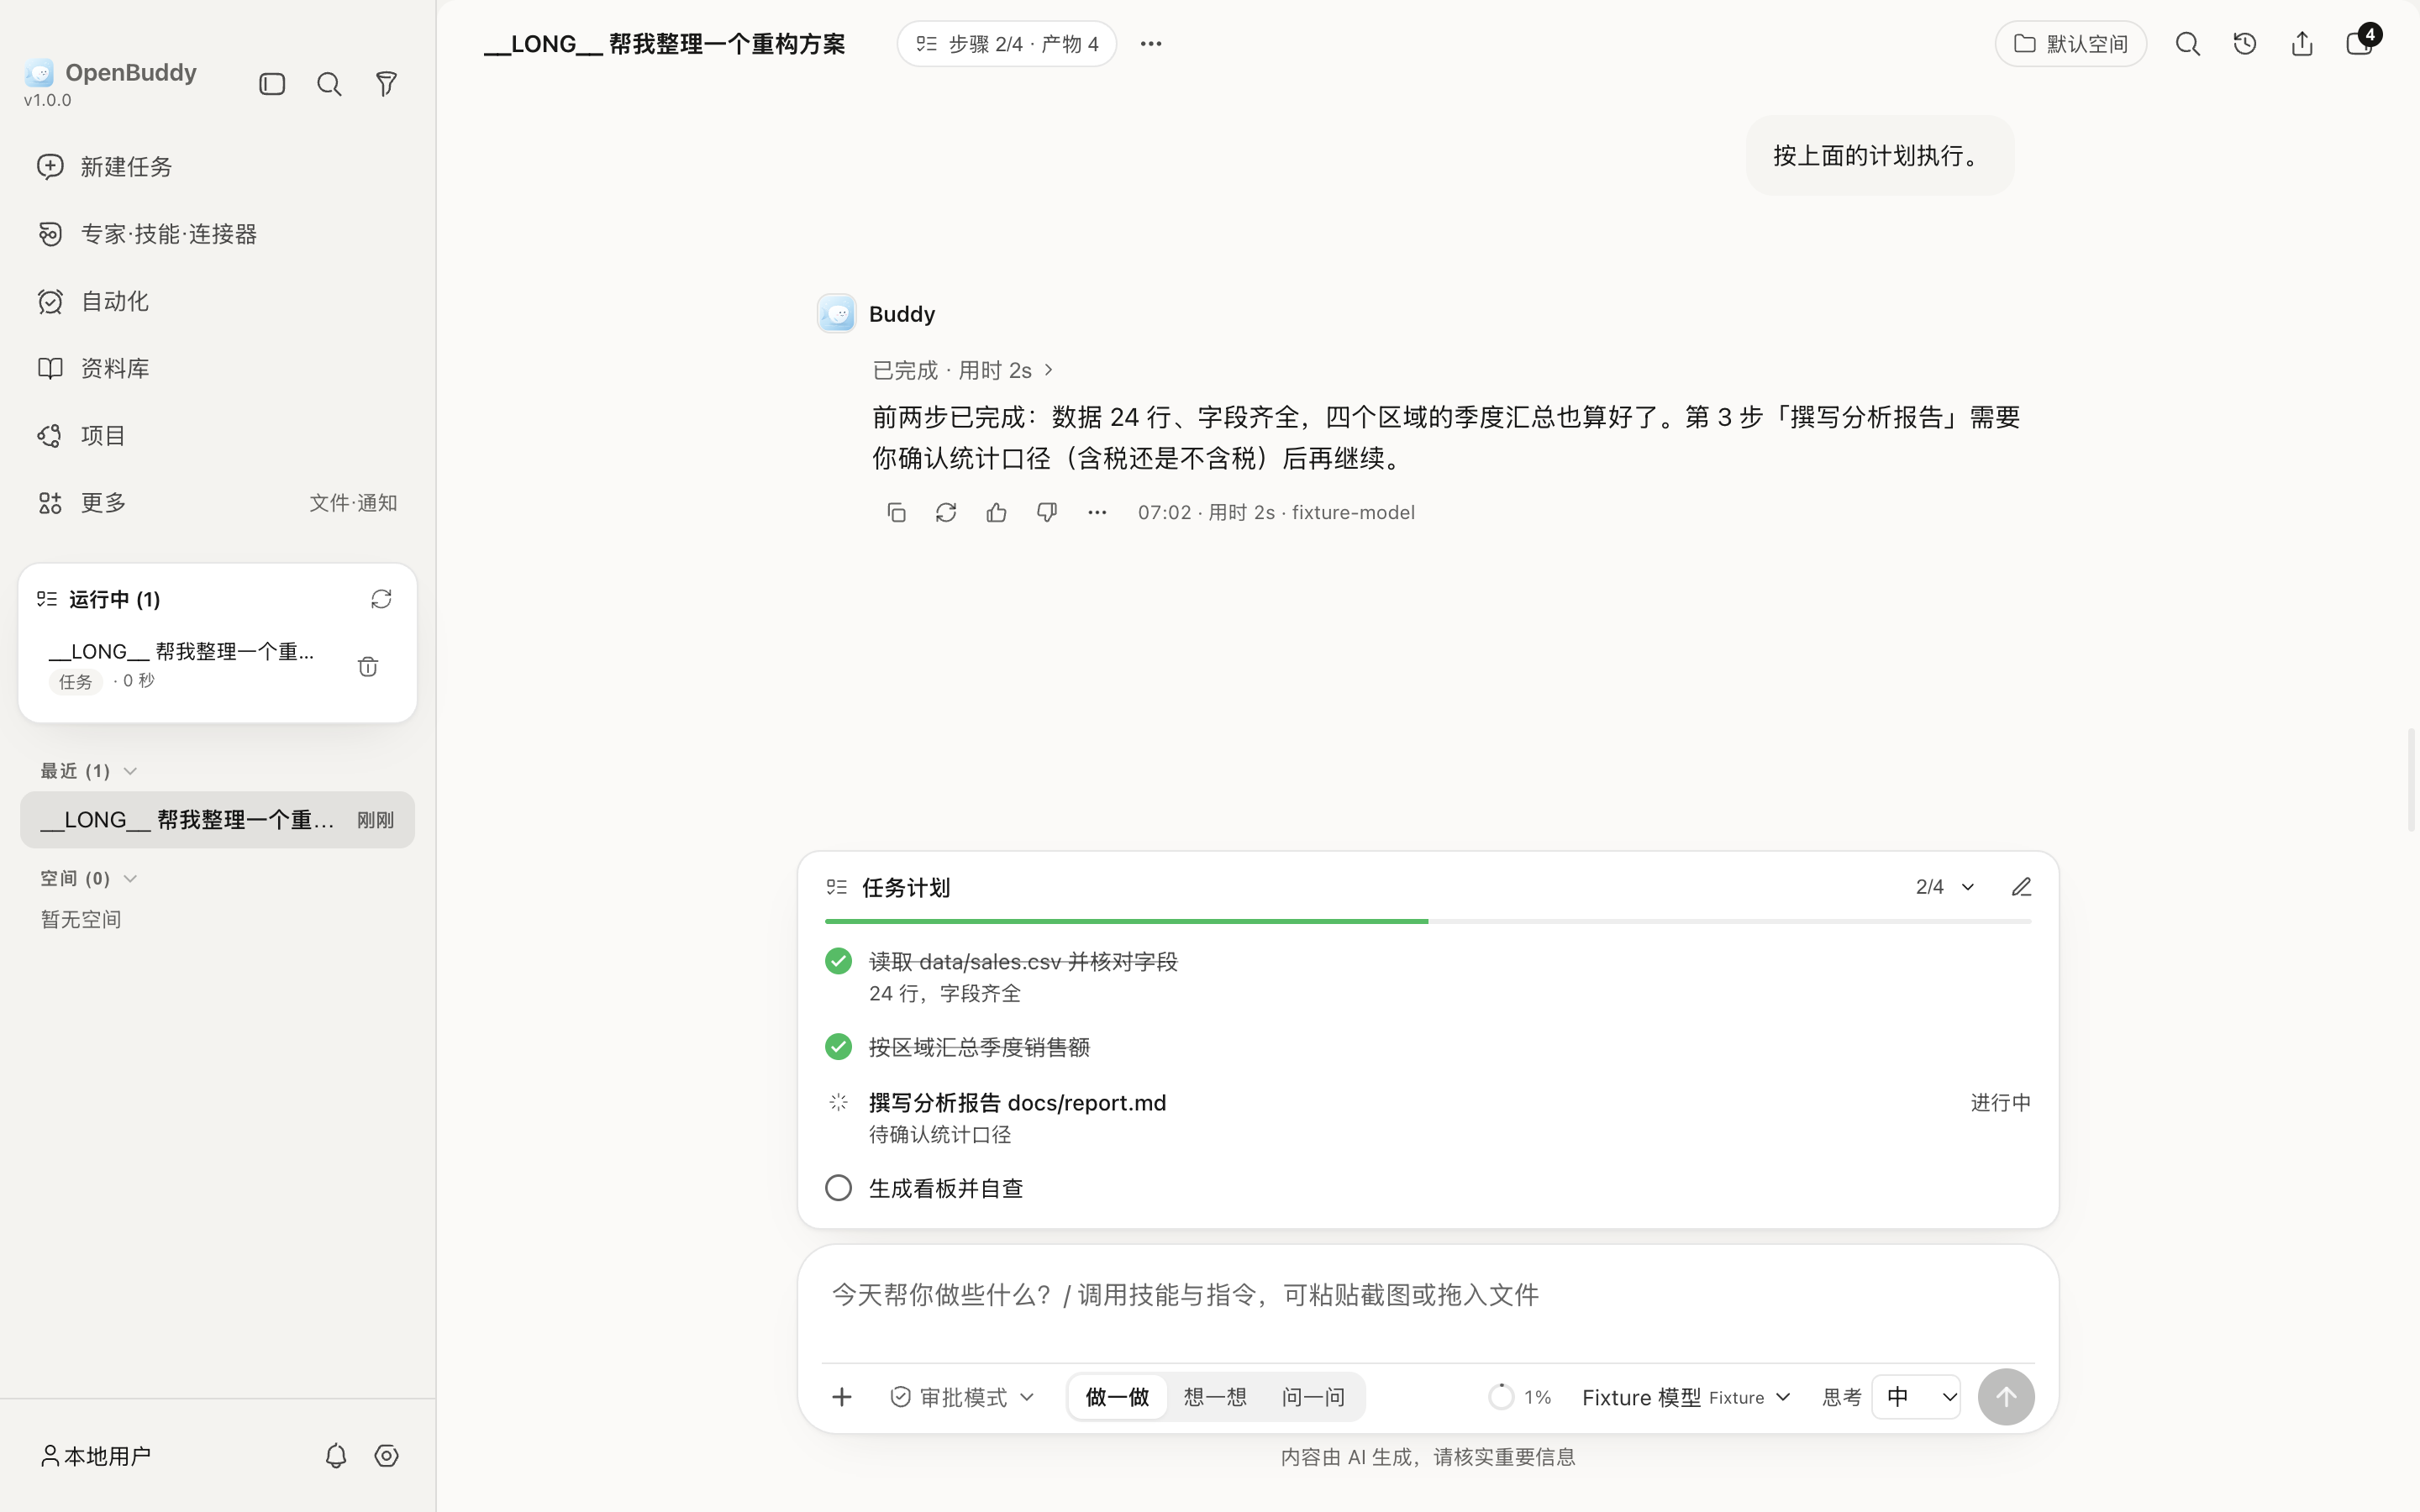 OpenBuddy
v1.0.0
新建任务
专家·技能·连接器
自动化
资料库
项目
更多
文件·通知
运行中 (1)
__LONG__ 帮我整理一个重...
任务
· 0 秒
最近 (1)
__LONG__ 帮我整理一个重...
刚刚
空间 (0)
暂无空间
本地用户
__LONG__ 帮我整理一个重构方案
步骤 2/4 · 产物 4
默认空间
4
按上面的计划执行。
Buddy
已完成 · 用时 2s
前两步已完成：数据 24 行、字段齐全，四个区域的季度汇总也算好了。第 3 步「撰写分析报告」需要
你确认统计口径（含税还是不含税）后再继续。
07:02 · 用时 2s · fixture-model
任务计划
2/4
读取 data/sales.csv 并核对字段
24 行，字段齐全
按区域汇总季度销售额
撰写分析报告 docs/report.md
进行中
待确认统计口径
生成看板并自查
今天帮你做些什么？/ 调用技能与指令，可粘贴截图或拖入文件
审批模式
做一做
想一想
问一问
1%
Fixture 模型 Fixture
思考
中
内容由 AI 生成，请核实重要信息